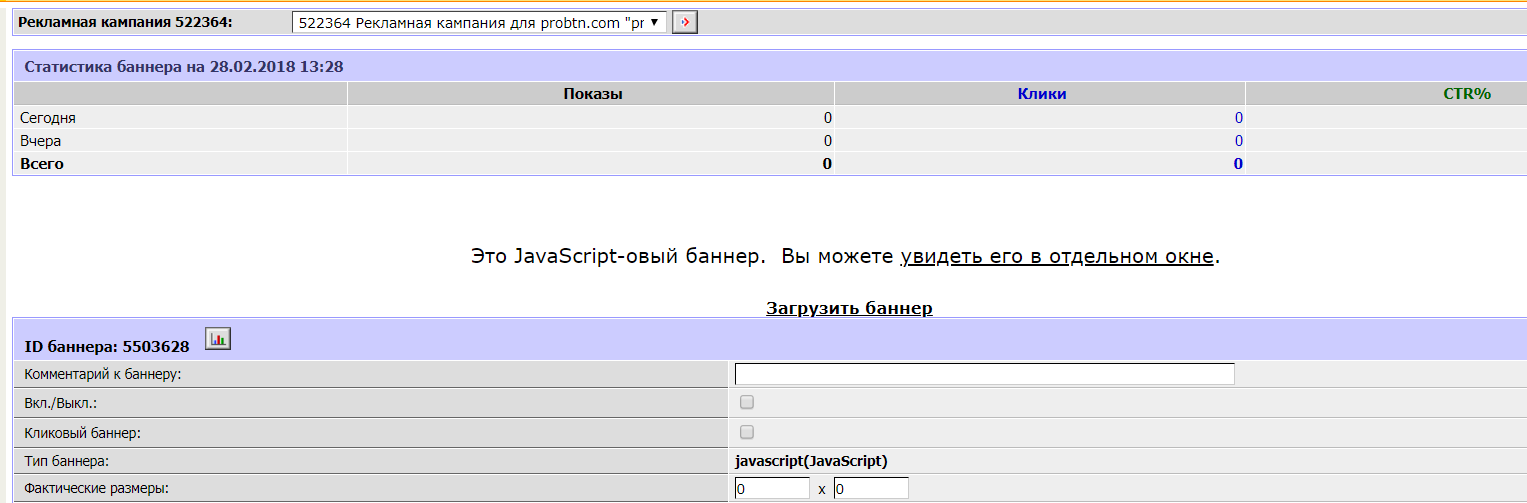 Рекламная кампания 522364: 522364 Рекламная кампания для probtn.com "pr
Статистика баннера на 28.02.2018 13:28
Показы Клики CTR%
Сегодня 0 0
Вчера 0 0
Всего 0 0
Это JavaScript-овый баннер. Вы можете увидеть его в отдельном окне.
Загрузить баннер
ID баннера: 5503628
Комментарий к баннеру:
Вкл./Выкл.:
Кликовый баннер:
Тип баннера: javascript(JavaScript)
Фактические размеры: 0 x 0